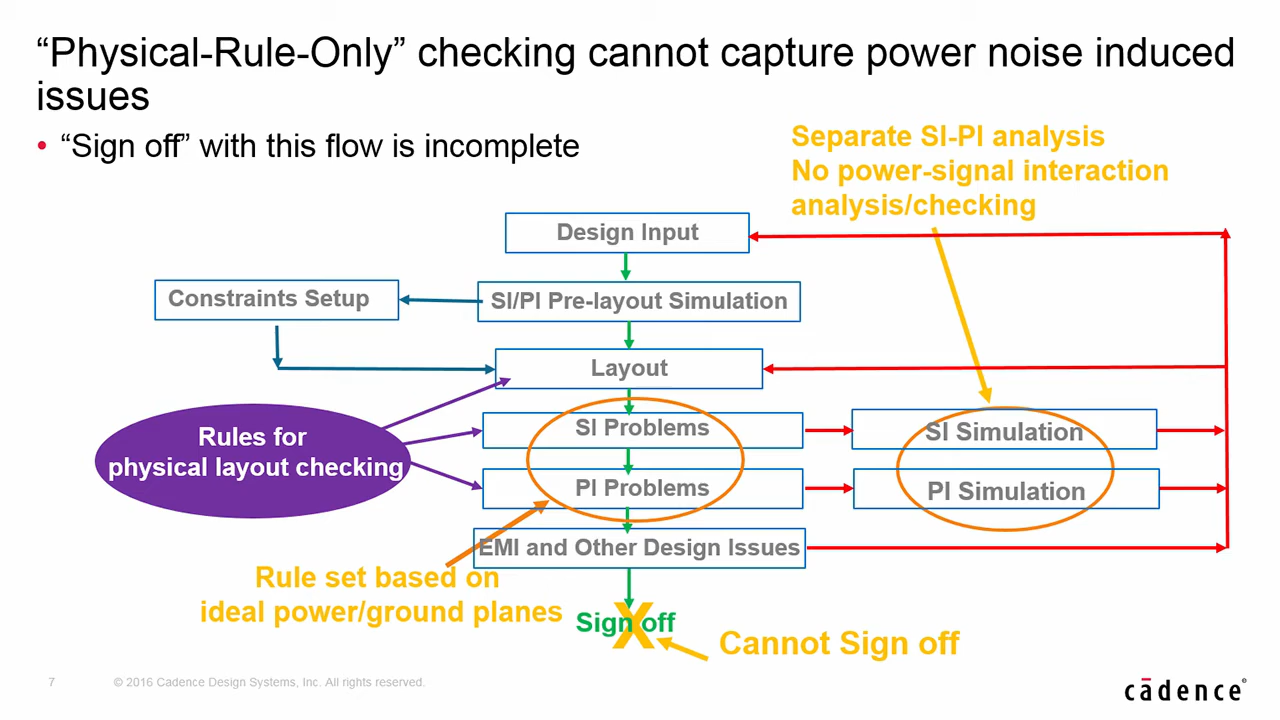 “Physical-Rule-Only” checking cannot capture power noise induced
issues
• “Sign off” with this flow is incomplete
Separate SI-PI analysis
No power-signal interaction
analysis/checking
Design Input
Constraints Setup
SI/PI Pre-layout Simulation
Layout
Rules for
physical layout checking
SI Problems
SI Simulation
PI Problems
PI Simulation
EMI and Other Design Issues
Rule set based on
ideal power/ground planes
Sign off
X
Cannot Sign off
7
© 2016 Cadence Design Systems, Inc. All rights reserved.
cādence®